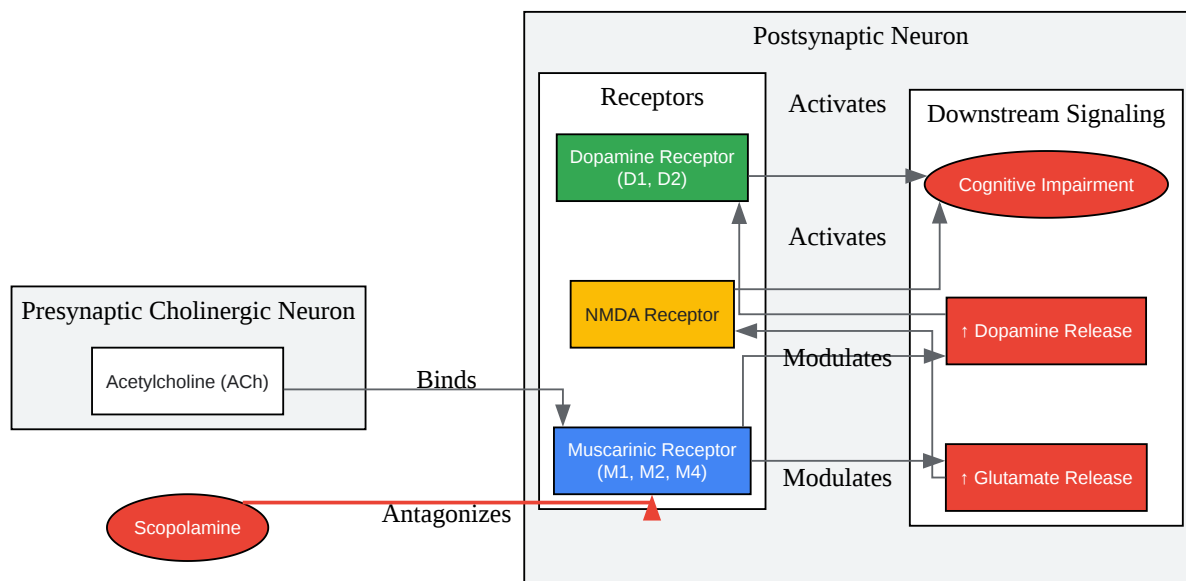 Postsynaptic Neuron
Receptors
Activates
Downstream Signaling
Dopamine Receptor
(D1, D2)
Cognitive Impairment
Activates
Presynaptic Cholinergic Neuron
NMDA Receptor
↑ Dopamine Release
Modulates
Acetylcholine (ACh)
Binds
Muscarinic Receptor
(M1, M2, M4)
Modulates
↑ Glutamate Release
Scopolamine
Antagonizes